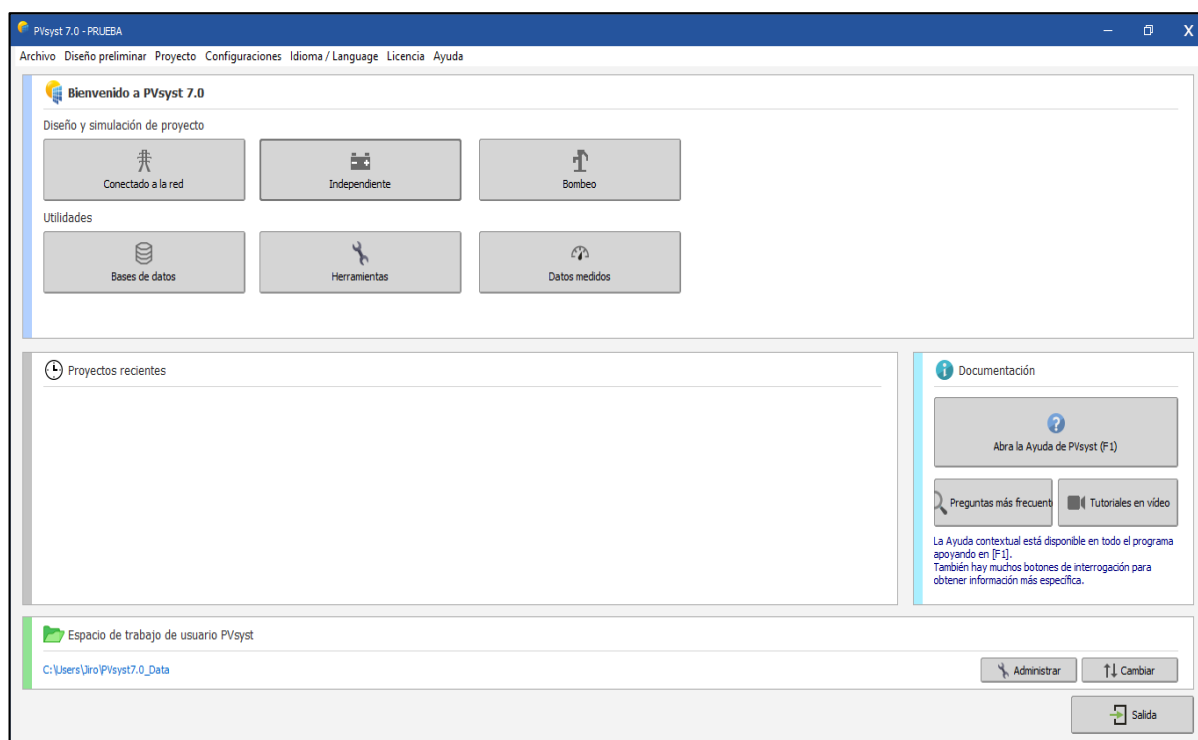 PVsyst 7.0 - PRUEBA
Archivo Diseño preliminar Proyecto Configuraciones Idioma / Language Licencia Ayuda
Bienvenido a PVsyst 7.0
Diseño y simulación de proyecto
Conectado a la red
Independiente
Bombeo
Utilidades
Bases de datos
Herramientas
Datos medidos
Proyectos recientes
Documentación
Abra la Ayuda de PVsyst (F1)
Preguntas más frecuent
Tutoriales en vídeo
La Ayuda contextual está disponible en todo el programa
apoyando en [F1].
También hay muchos botones de interrogación para
obtener información más específica.
Espacio de trabajo de usuario PVsyst
C:\Users\Jiro\PVsyst7.0_Data
Administrar
Cambiar
Salida